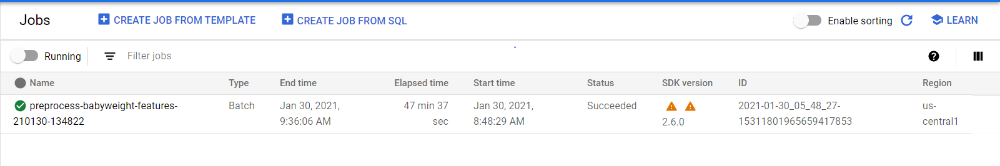 Jobs CREATE JOB FROM TEMPLATE CREATE JOB FROM SQL Enable sorting LEARN
Running Filter jobs
Name Type End time Elapsed time Start time Status SDK version ID Region
preprocess-babyweight-features- Batch Jan 30, 2021, 47 min 37 Jan 30, 2021, Succeeded 2021-01-30_05_48_27- us-
210130-134822 9:36:06 AM sec 8:48:29 AM 2.6.0 15311801965659417853 central1